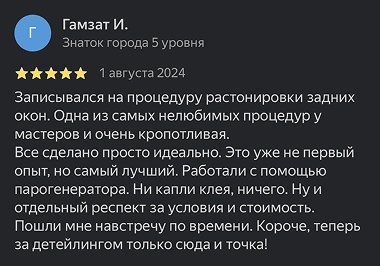 Г
Гамзат И.
Знаток города 5 уровня
1 августа 2024
Записывался на процедуру растонировки задних
окон. Одна из самых нелюбимых процедур у
мастеров и очень кропотливая.
Все сделано просто идеально. Это уже не первый
опыт, но самый лучший. Работали с помощью
парогенератора. Ни капли клея, ничего. Ну и
отдельный респект за условия и стоимость.
Пошли мне навстречу по времени. Короче, теперь
за детейлингом только сюда и точка!